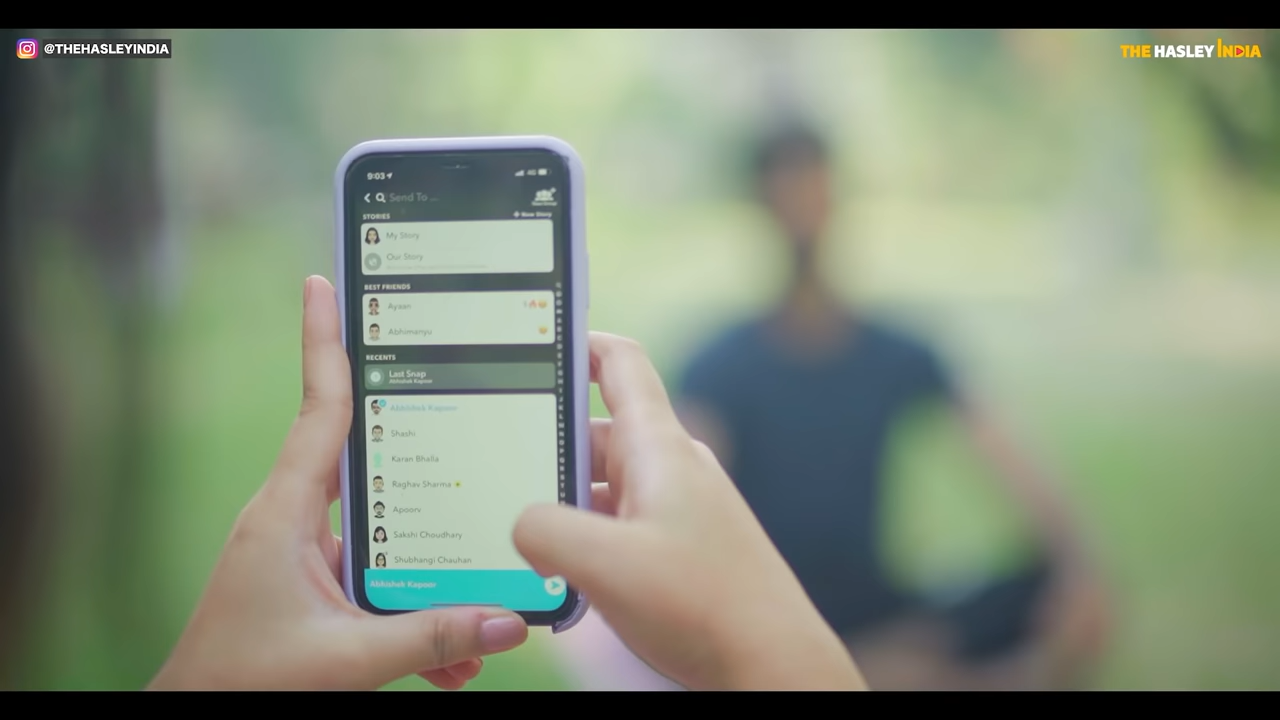 @THEHASLEYINDIA
THE HASLEY INDIA
9:03
4G
Send To ...
STORIES
+ New Story
My Story
Our Story
BEST FRIENDS
Ayaan
Abhimanyu
RECENTS
Last Snap
Abhishek Kapoor
Abhishek Kapoor
Shashi
Karan Bhalla
Raghav Sharma
Apoorv
Sakshi Choudhary
Shubhangi Chauhan
Abhishek Kapoor